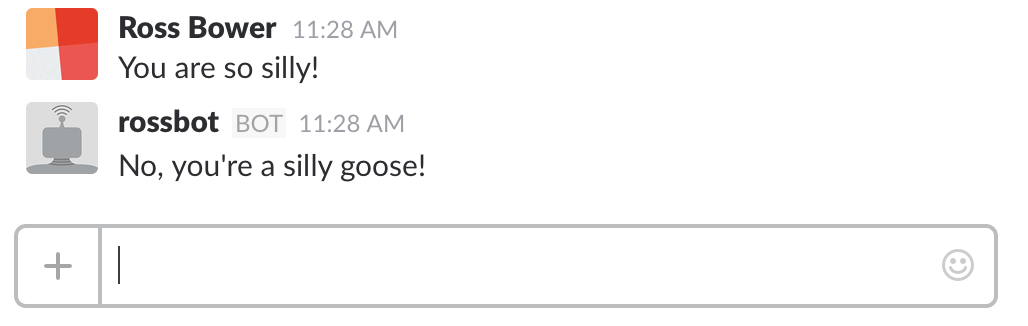 Ross Bower 11:28 AM
You are so silly!
rossbot BOT 11:28 AM
No, you're a silly goose!